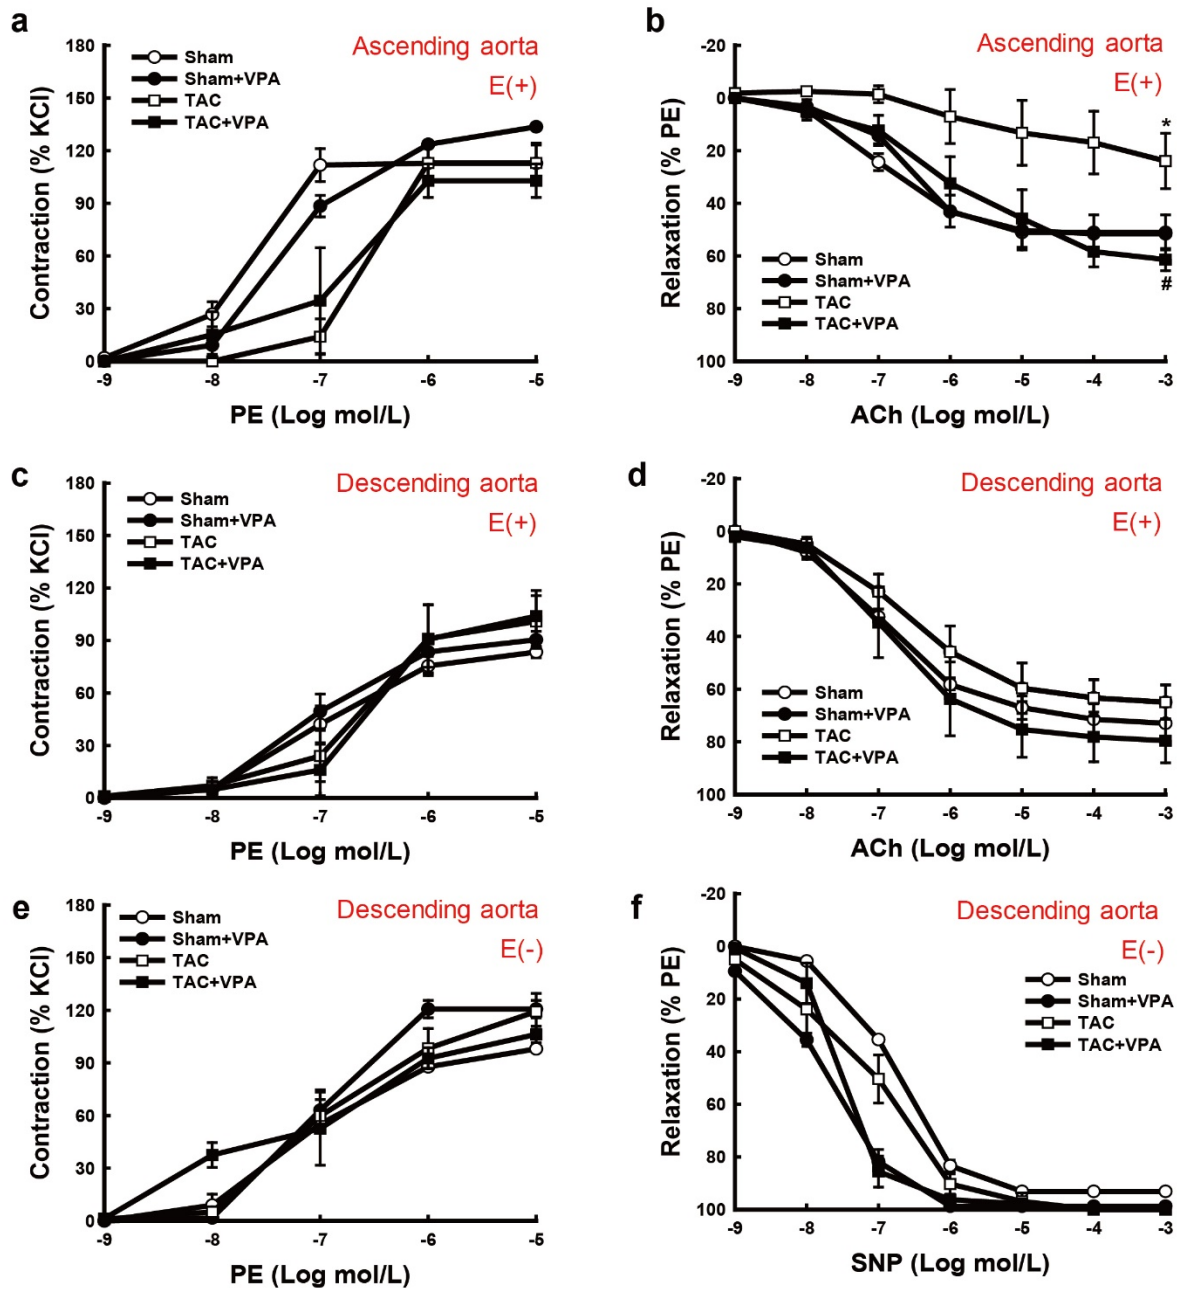 a
Ascending aorta
E(+)
Sham
Sham+VPA
TAC
TAC+VPA
Contraction (% KCl)
180
150
120
90
60
30
0
-9 -8 -7 -6 -5
PE (Log mol/L)
b
Ascending aorta
E(+)
Relaxation (% PE)
-20
0
20
40
60
80
100
*
#
Sham
Sham+VPA
TAC
TAC+VPA
-9 -8 -7 -6 -5 -4 -3
ACh (Log mol/L)
c
Descending aorta
E(+)
Sham
Sham+VPA
TAC
TAC+VPA
Contraction (% KCl)
180
150
120
90
60
30
0
-9 -8 -7 -6 -5
PE (Log mol/L)
d
Descending aorta
E(+)
Relaxation (% PE)
-20
0
20
40
60
80
100
Sham
Sham+VPA
TAC
TAC+VPA
-9 -8 -7 -6 -5 -4 -3
ACh (Log mol/L)
e
Descending aorta
E(-)
Sham
Sham+VPA
TAC
TAC+VPA
Contraction (% KCl)
180
150
120
90
60
30
0
-9 -8 -7 -6 -5
PE (Log mol/L)
f
Descending aorta
E(-)
Sham
Sham+VPA
TAC
TAC+VPA
Relaxation (% PE)
-20
0
20
40
60
80
100
-9 -8 -7 -6 -5 -4 -3
SNP (Log mol/L)